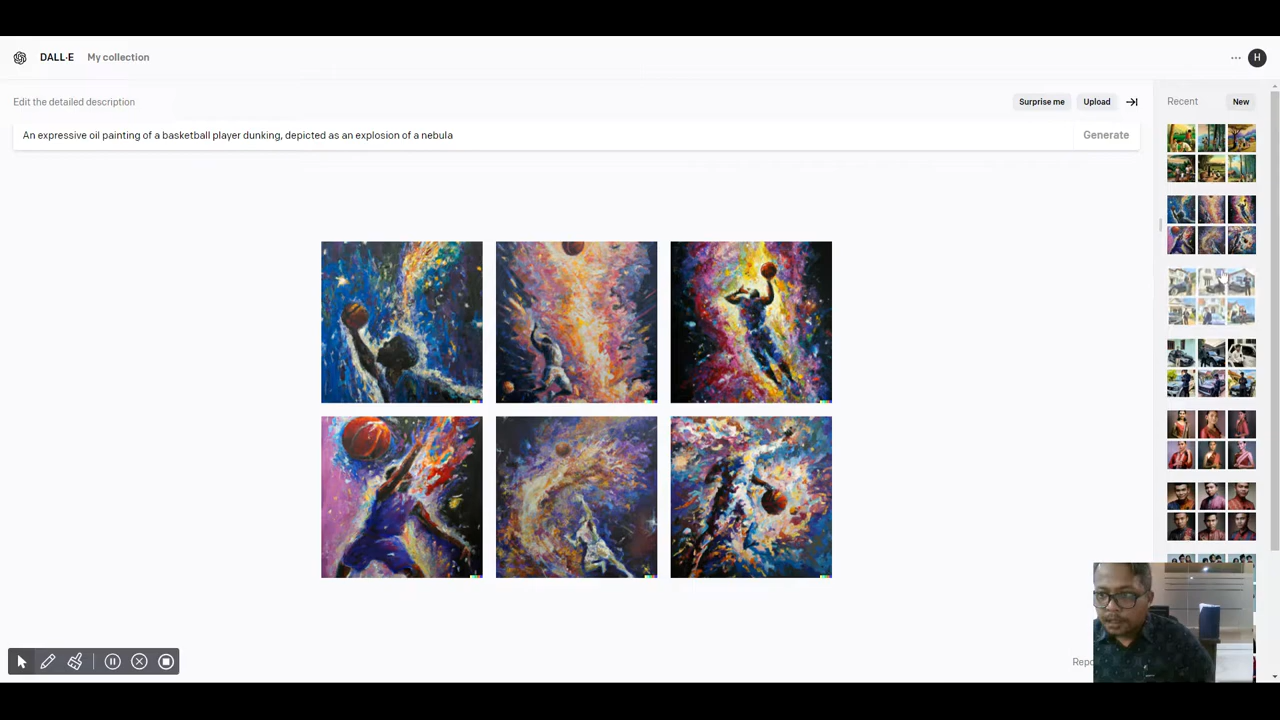 DALL·E My collection
H
Edit the detailed description
Surprise me Upload
Recent New
An expressive oil painting of a basketball player dunking, depicted as an explosion of a nebula
Generate